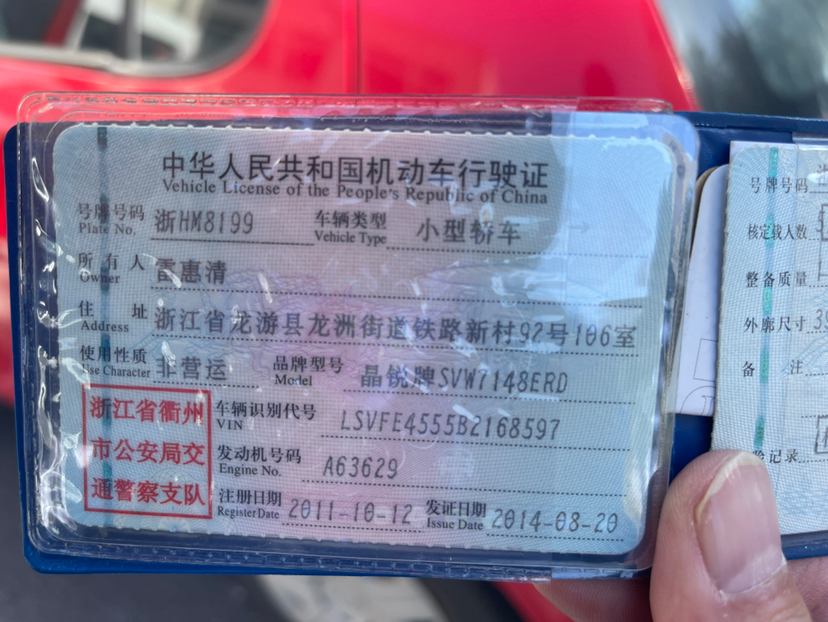 中华人民共和国机动车行驶证
Vehicle License of the People's Republic of China
号牌号码 浙HM8199 车辆类型 小型轿车
Plate No. Vehicle Type
所有人 雷惠清
Owner
住址 浙江省龙游县龙洲街道铁路新村92号106室
Address
使用性质 非营运 品牌型号 晶锐牌SVW7148ERD
Use Character Model
浙江省衢州
市公安局交
通警察支队
车辆识别代号 LSVFE4555B2168597
VIN
发动机号码 A63629
Engine No.
注册日期 2011-10-12 发证日期 2014-08-20
Register Date Issue Date
号牌号码
核定载人数
整备质量
外廓尺寸
备注
记录